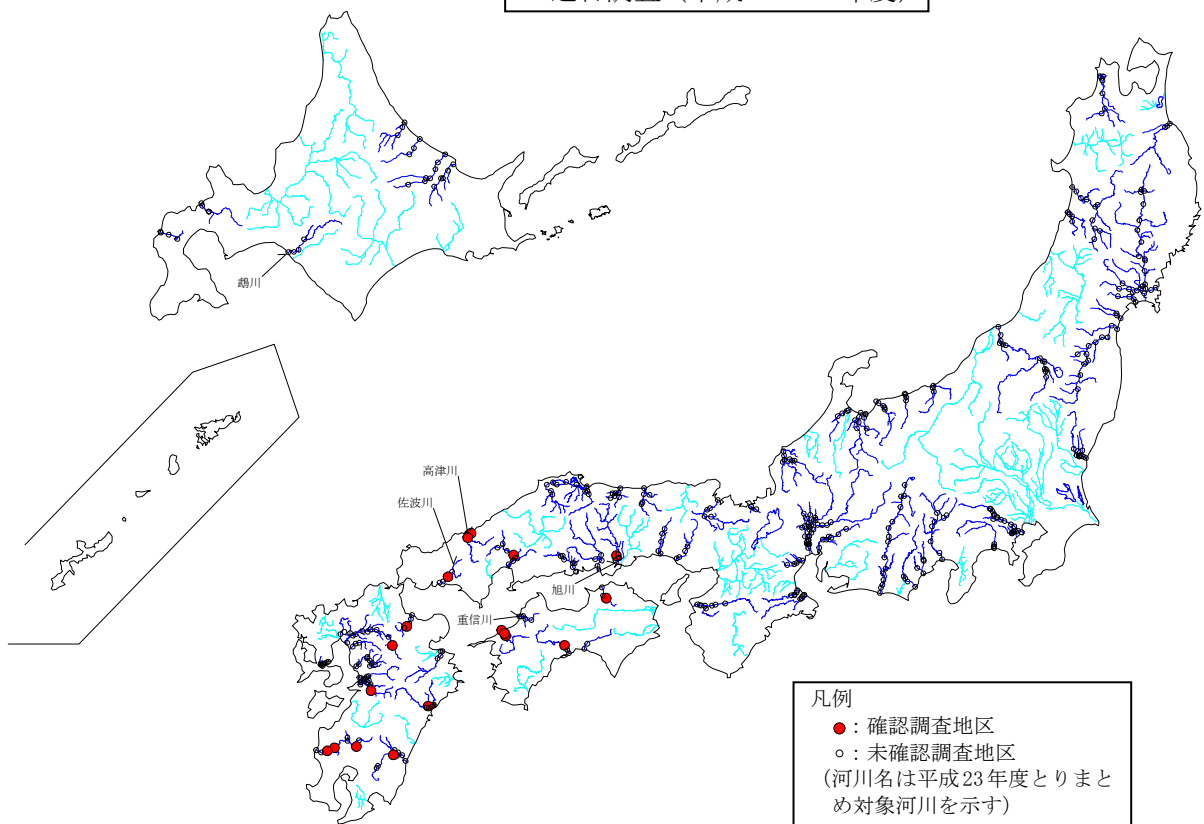 鵡川
高津川
佐波川
旭川
重信川
凡例
：確認調査地区
：未確認調査地区
(河川名は平成23年度とりまと
め対象河川を示す)